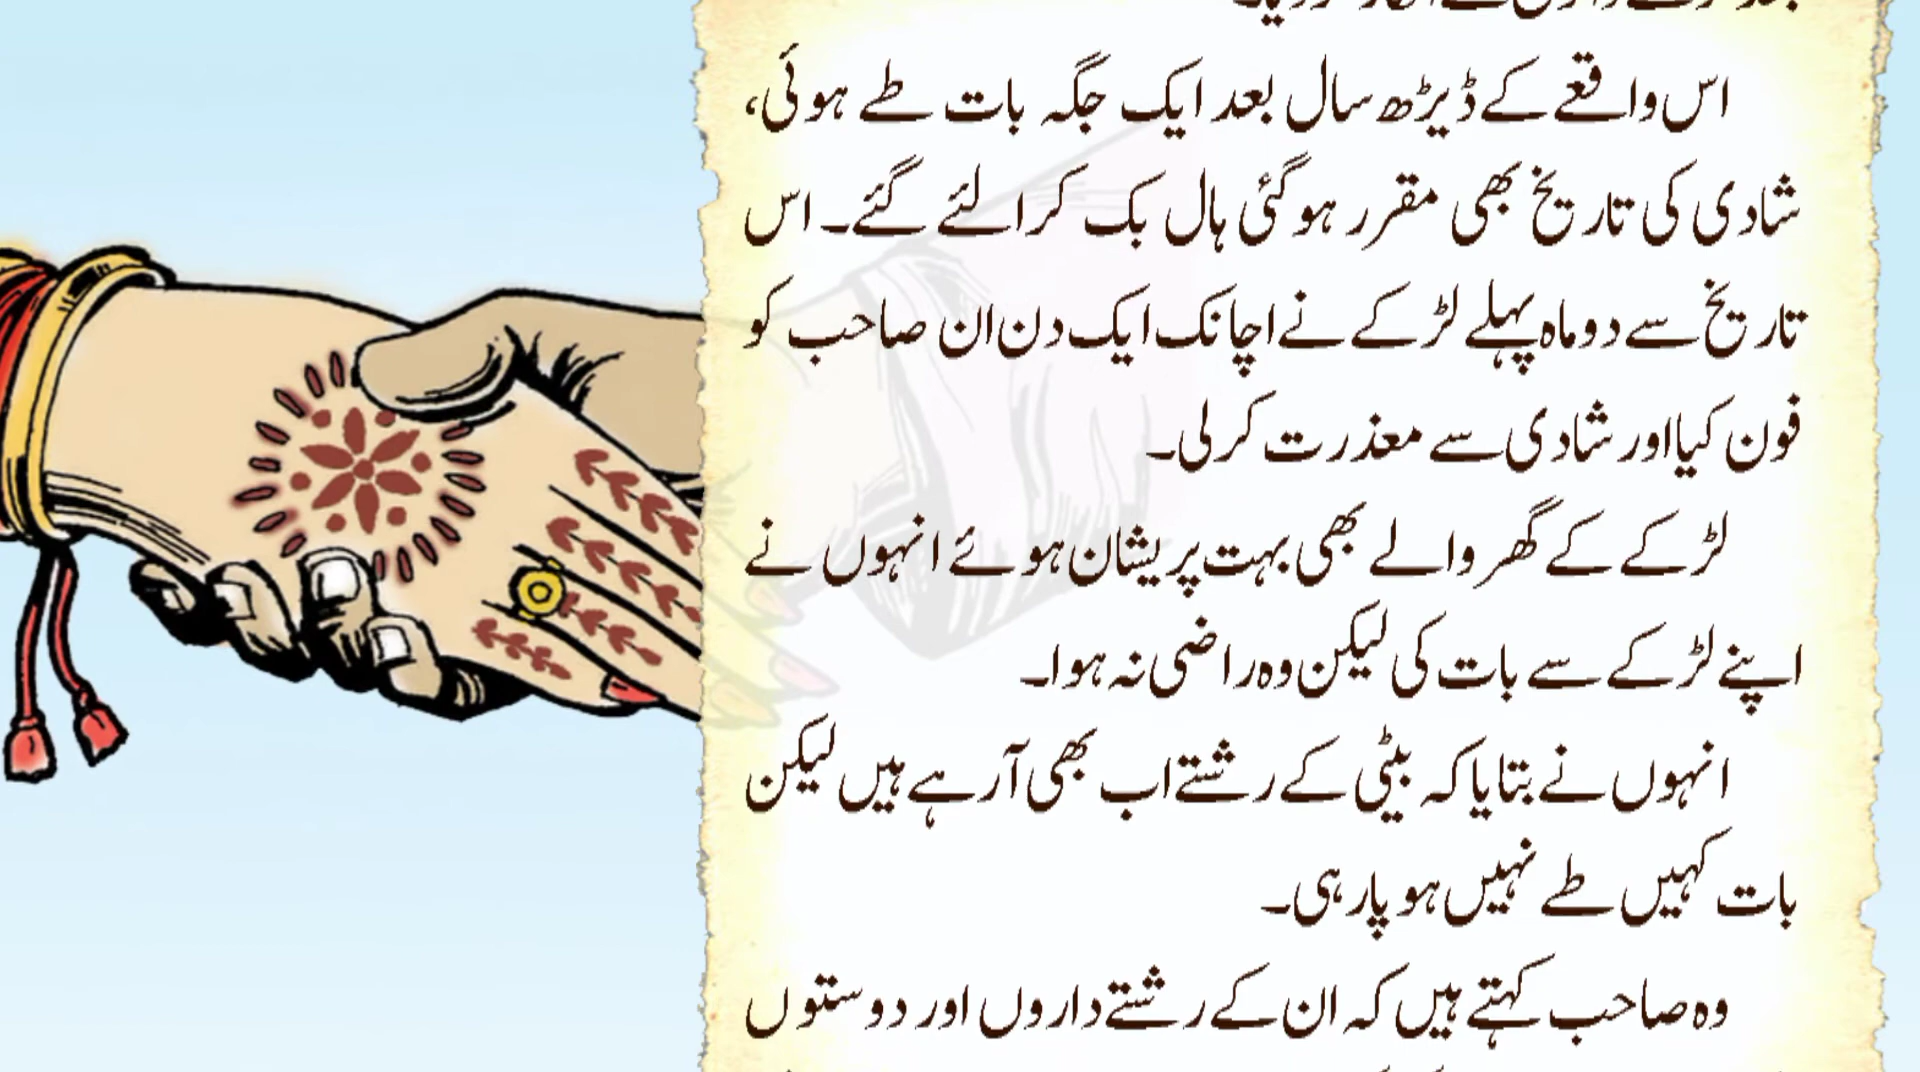 اس واقعے کے ڈیڑھ سال بعد ایک جگہ بات طے ہوئی،
شادی کی تاریخ بھی مقرر ہوگئی ہال بک کرالئے گئے۔ اس
تاریخ سے دو ماہ پہلے لڑکے نے اچانک ایک دن ان صاحب کو
فون کیا اور شادی سے معذرت کرلی۔
لڑکے کے گھر والے بھی بہت پریشان ہوئے انہوں نے
اپنے لڑکے سے بات کی لیکن وہ راضی نہ ہوا۔
انہوں نے بتایا کہ بیٹی کے رشتے اب بھی آرہے ہیں لیکن
بات کہیں طے نہیں ہو پارہی۔
وہ صاحب کہتے ہیں کہ ان کے رشتے داروں اور دوستوں